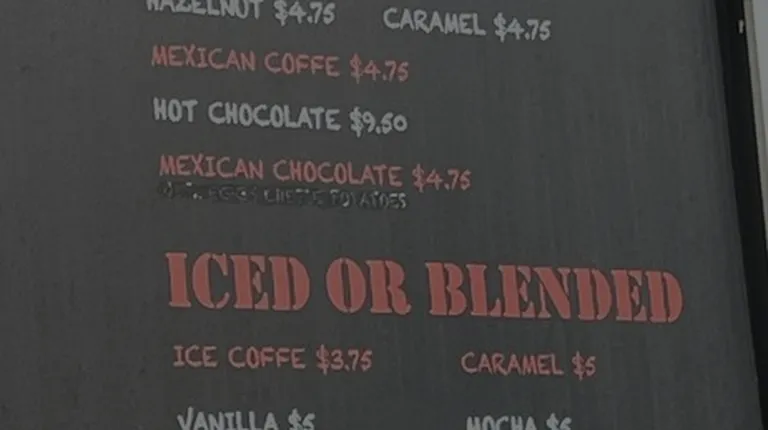 HAZELNUT $4.75 CARAMEL $4.75
MEXICAN COFFE $4.75
HOT CHOCOLATE $9.50
MEXICAN CHOCOLATE $4.75
POTATOES
ICED OR BLENDED
ICE COFFE $3.75 CARAMEL $5
VANILLA $5 MOCHA